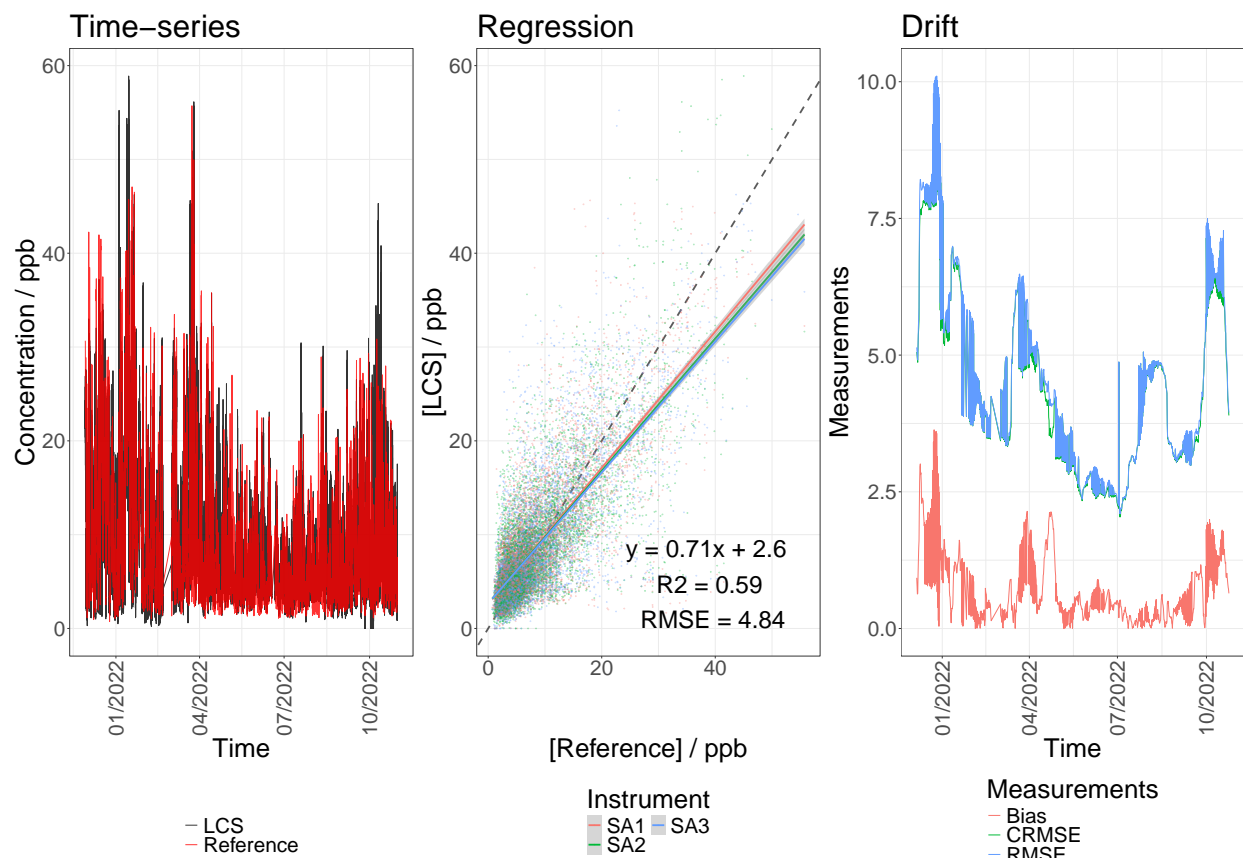 Time−series
Concentration / ppb
60
40
20
0
01/2022
04/2022
07/2022
10/2022
Time
LCS
Reference
Regression
[LCS] / ppb
60
40
20
0
y = 0.71x + 2.6
R2 = 0.59
RMSE = 4.84
0 20 40
[Reference] / ppb
Instrument
SA1 SA3
SA2
Drift
Measurements
10.0
7.5
5.0
2.5
0.0
01/2022
04/2022
07/2022
10/2022
Time
Measurements
Bias
CRMSE
RMSE